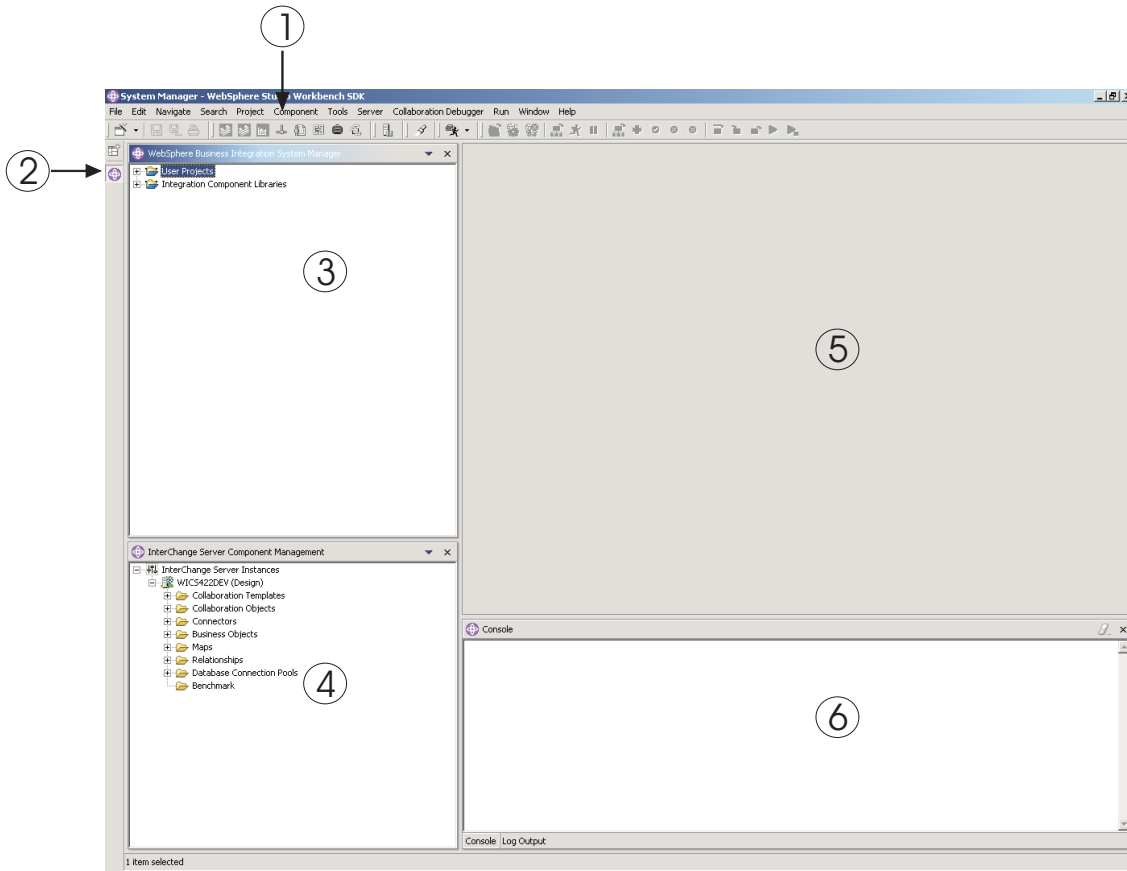 1
System Manager - WebSphere Studio Workbench SDK
File Edit Navigate Search Project Component Tools Server Collaboration Debugger Run Window Help
2
WebSphere Business Integration System Manager
User Projects
Integration Component Libraries
3
5
InterChange Server Component Management
InterChange Server Instances
WICS422DEV (Design)
Collaboration Templates
Collaboration Objects
Connectors
Business Objects
Maps
Relationships
Database Connection Pools
Benchmark
4
Console
6
Console Log Output
1 item selected